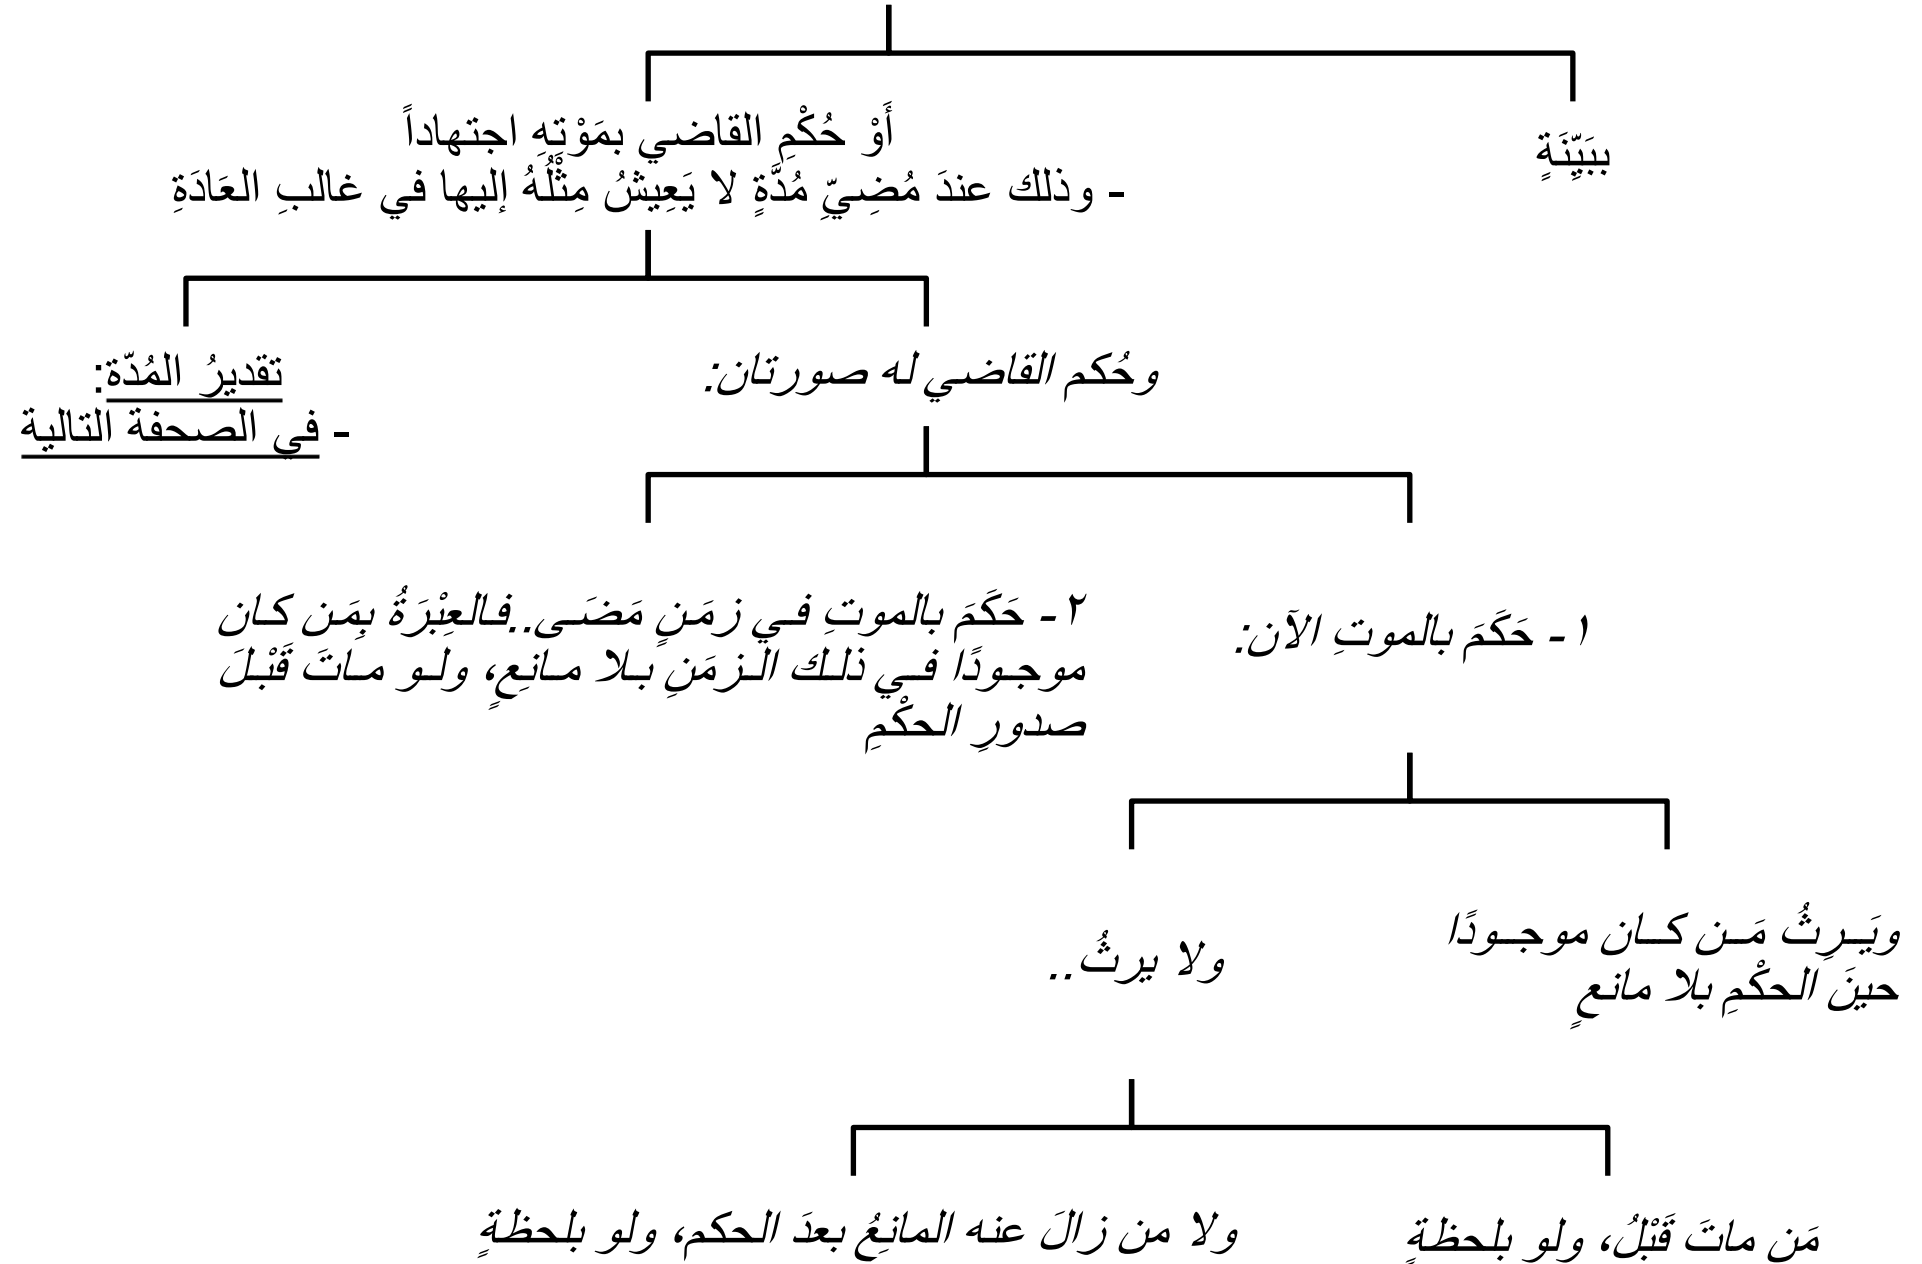 ببَيِّنَةٍ
أَوْ حُكْمِ القاضي بمَوْتِهِ اجتهاداً
- وذلك عندَ مُضِيِّ مُدَّةٍ لا يَعِيشُ مِثْلُهُ إليها في غالبِ العَادَةِ
وحُكم القاضي له صورتان:
تقديرُ المُدّة:
- في الصحفة التالية
١ - حَكَمَ بالموتِ الآن:
٢ - حَكَمَ بالموتِ في زمَنٍ مَضَى..فالعِبْرَةُ بِمَن كان
موجودًا في ذلك الزمَنِ بلا مانِعٍ، ولو ماتَ قَبْلَ
صدورِ الحكْمِ
ويَرِثُ مَن كان موجودًا
حينَ الحكْمِ بلا مانعٍ
ولا يرثُ..
مَن ماتَ قَبْلُ، ولو بلحظةٍ
ولا من زالَ عنه المانِعُ بعدَ الحكم، ولو بلحظةٍ